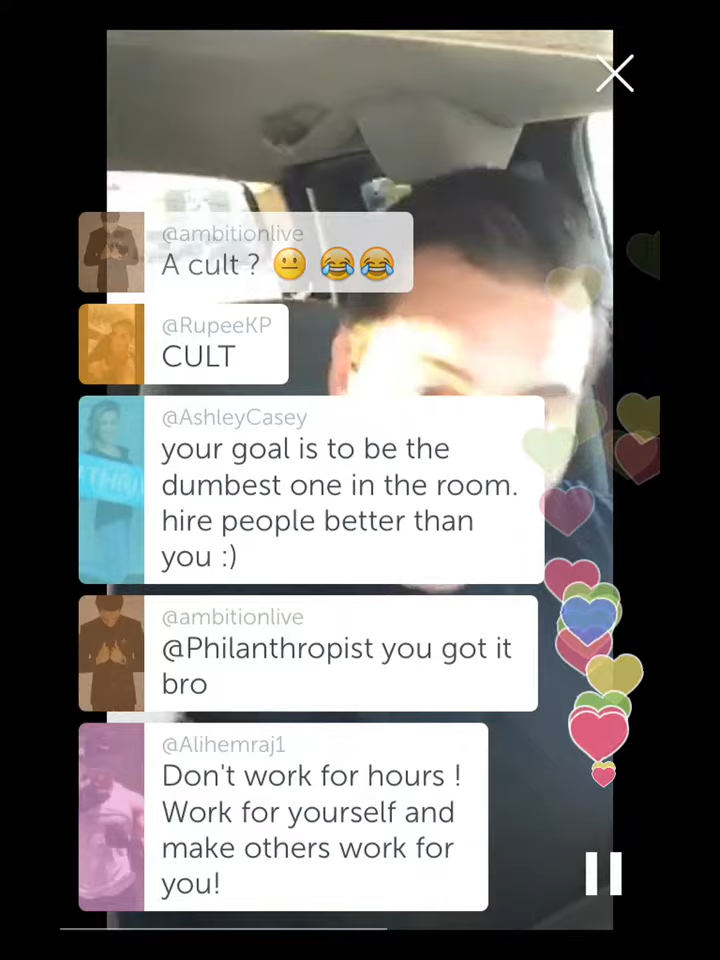 @ambitionlive
A cult ? 😐 😂😂
@RupeeKP
CULT
@AshleyCasey
your goal is to be the
dumbest one in the room.
hire people better than
you :)
@ambitionlive
@Philanthropist you got it
bro
@Alihemraj1
Don't work for hours !
Work for yourself and
make others work for
you!